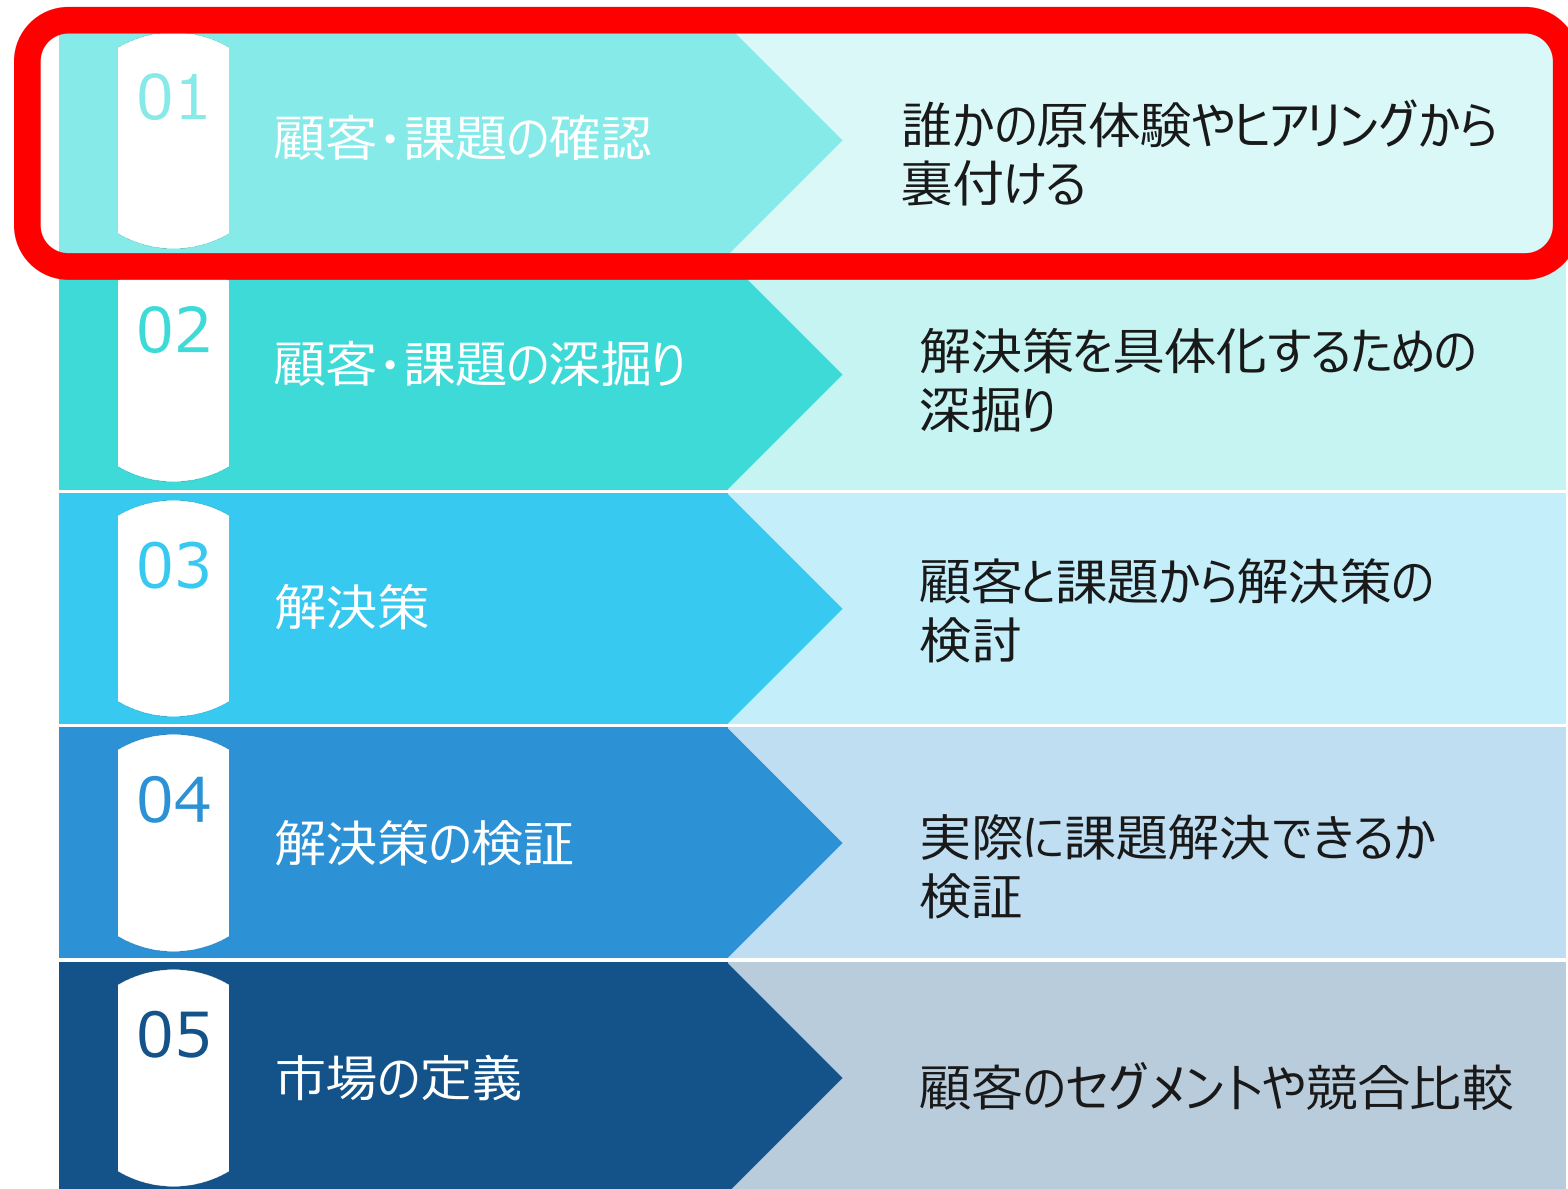 01
顧客・課題の確認
誰かの原体験やヒアリングから
裏付ける
02
顧客・課題の深掘り
解決策を具体化するための
深掘り
03
解決策
顧客と課題から解決策の
検討
04
解決策の検証
実際に課題解決できるか
検証
05
市場の定義
顧客のセグメントや競合比較